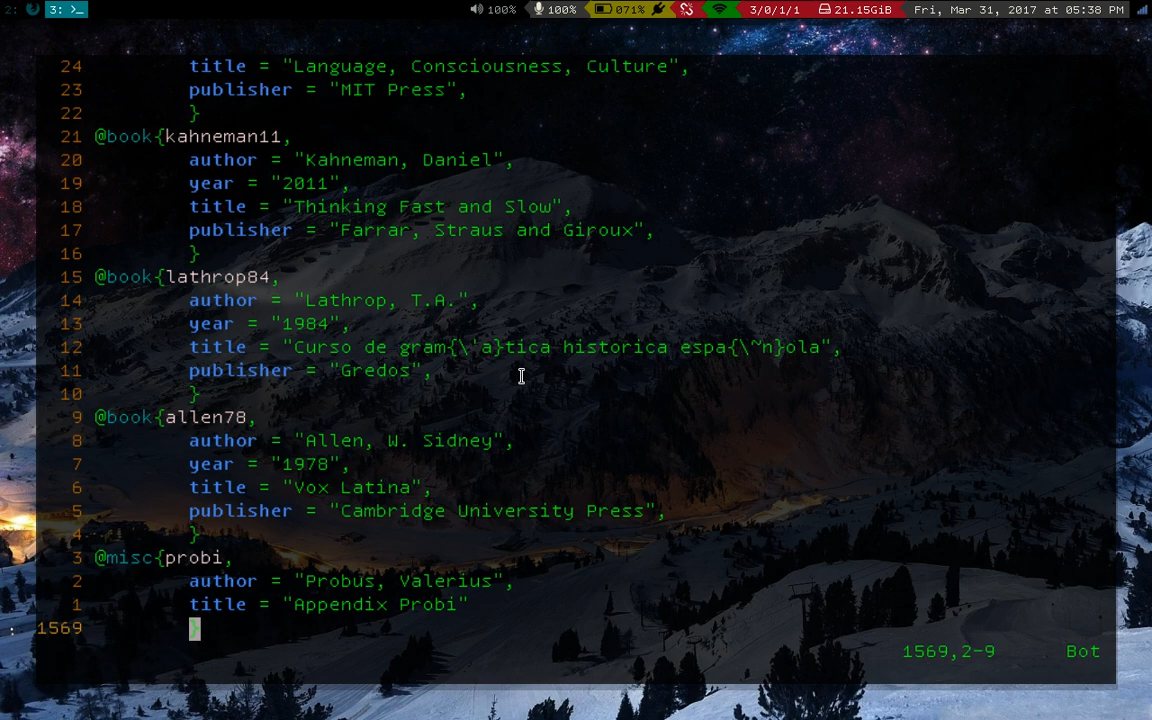 2: 3: 100% 100% 071% 3/0/1/1 21.15GiB Fri, Mar 31, 2017 at 05:38 PM
24 title = "Language, Consciousness, Culture",
23 publisher = "MIT Press",
22 }
21 @book{kahneman11,
20 author = "Kahneman, Daniel",
19 year = "2011",
18 title = "Thinking Fast and Slow",
17 publisher = "Farrar, Straus and Giroux",
16 }
15 @book{lathrop84,
14 author = "Lathrop, T.A.",
13 year = "1984",
12 title = "Curso de gram{\'a}tica historica espa{\~n}ola",
11 publisher = "Gredos",
10 }
9 @book{allen78,
8 author = "Allen, W. Sidney",
7 year = "1978",
6 title = "Vox Latina",
5 publisher = "Cambridge University Press",
4 }
3 @misc{probi,
2 author = "Probus, Valerius",
1 title = "Appendix Probi"
1569 }
1569,2-9 Bot